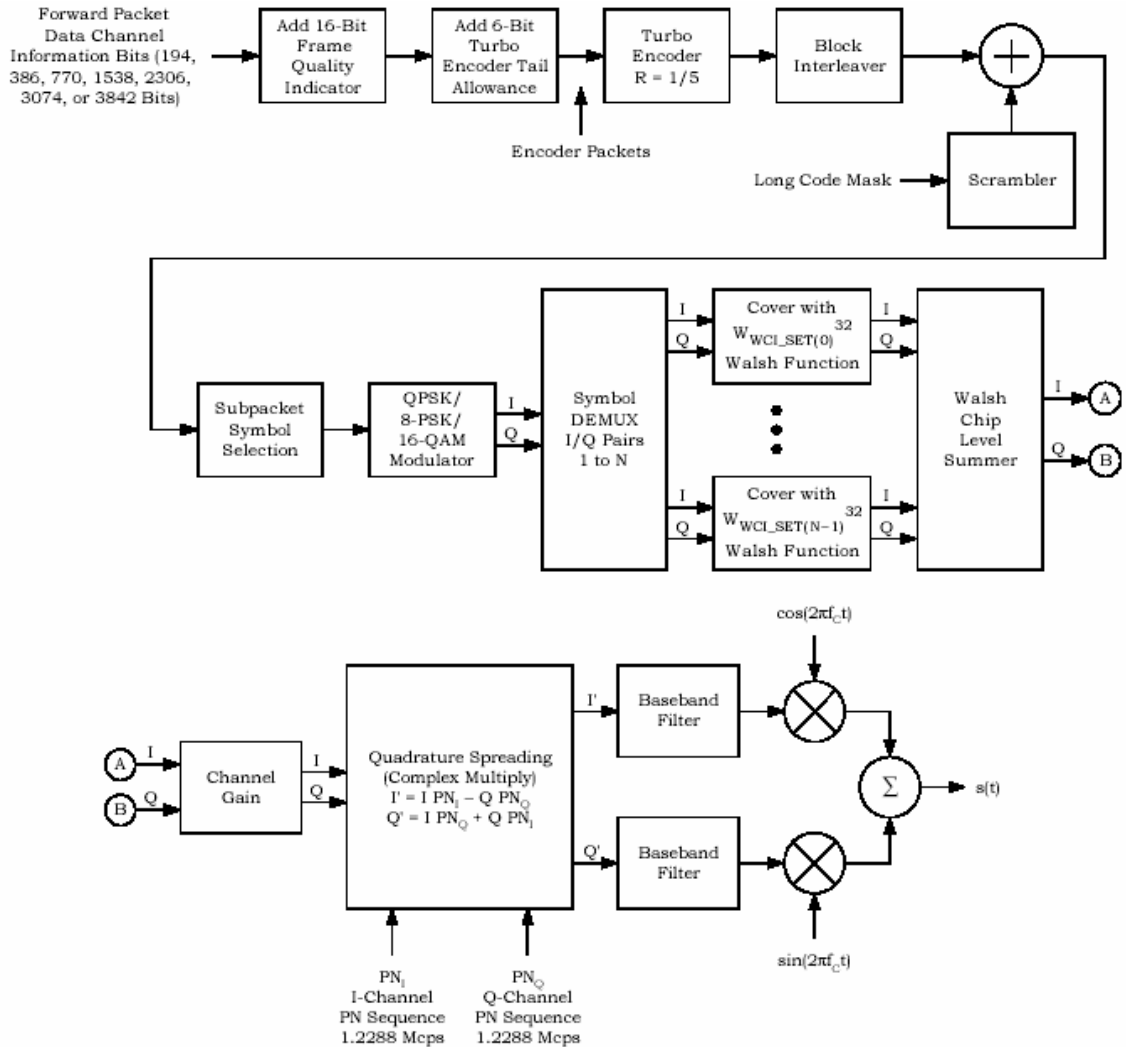 Forward Packet
Data Channel
Information Bits (194,
386, 770, 1538, 2306,
3074, or 3842 Bits)
Add 16-Bit
Frame
Quality
Indicator
Add 6-Bit
Turbo
Encoder Tail
Allowance
Turbo
Encoder
R = 1/5
Block
Interleaver
Encoder Packets
Long Code Mask
Scrambler
Subpacket
Symbol
Selection
QPSK/
8-PSK/
16-QAM
Modulator
I
Q
Symbol
DEMUX
I/Q Pairs
1 to N
I
Q
Cover with
W_WCI_SET(0)^32
Walsh Function
I
Q
I
Q
Cover with
W_WCI_SET(N−1)^32
Walsh Function
I
Q
Walsh
Chip
Level
Summer
I
A
Q
B
A
I
B
Q
Channel
Gain
I
Q
Quadrature Spreading
(Complex Multiply)
I' = I PN_I − Q PN_Q
Q' = I PN_Q + Q PN_I
I'
Baseband
Filter
cos(2πf_C t)
Q'
Baseband
Filter
sin(2πf_C t)
Σ
s(t)
PN_I
I-Channel
PN Sequence
1.2288 Mcps
PN_Q
Q-Channel
PN Sequence
1.2288 Mcps